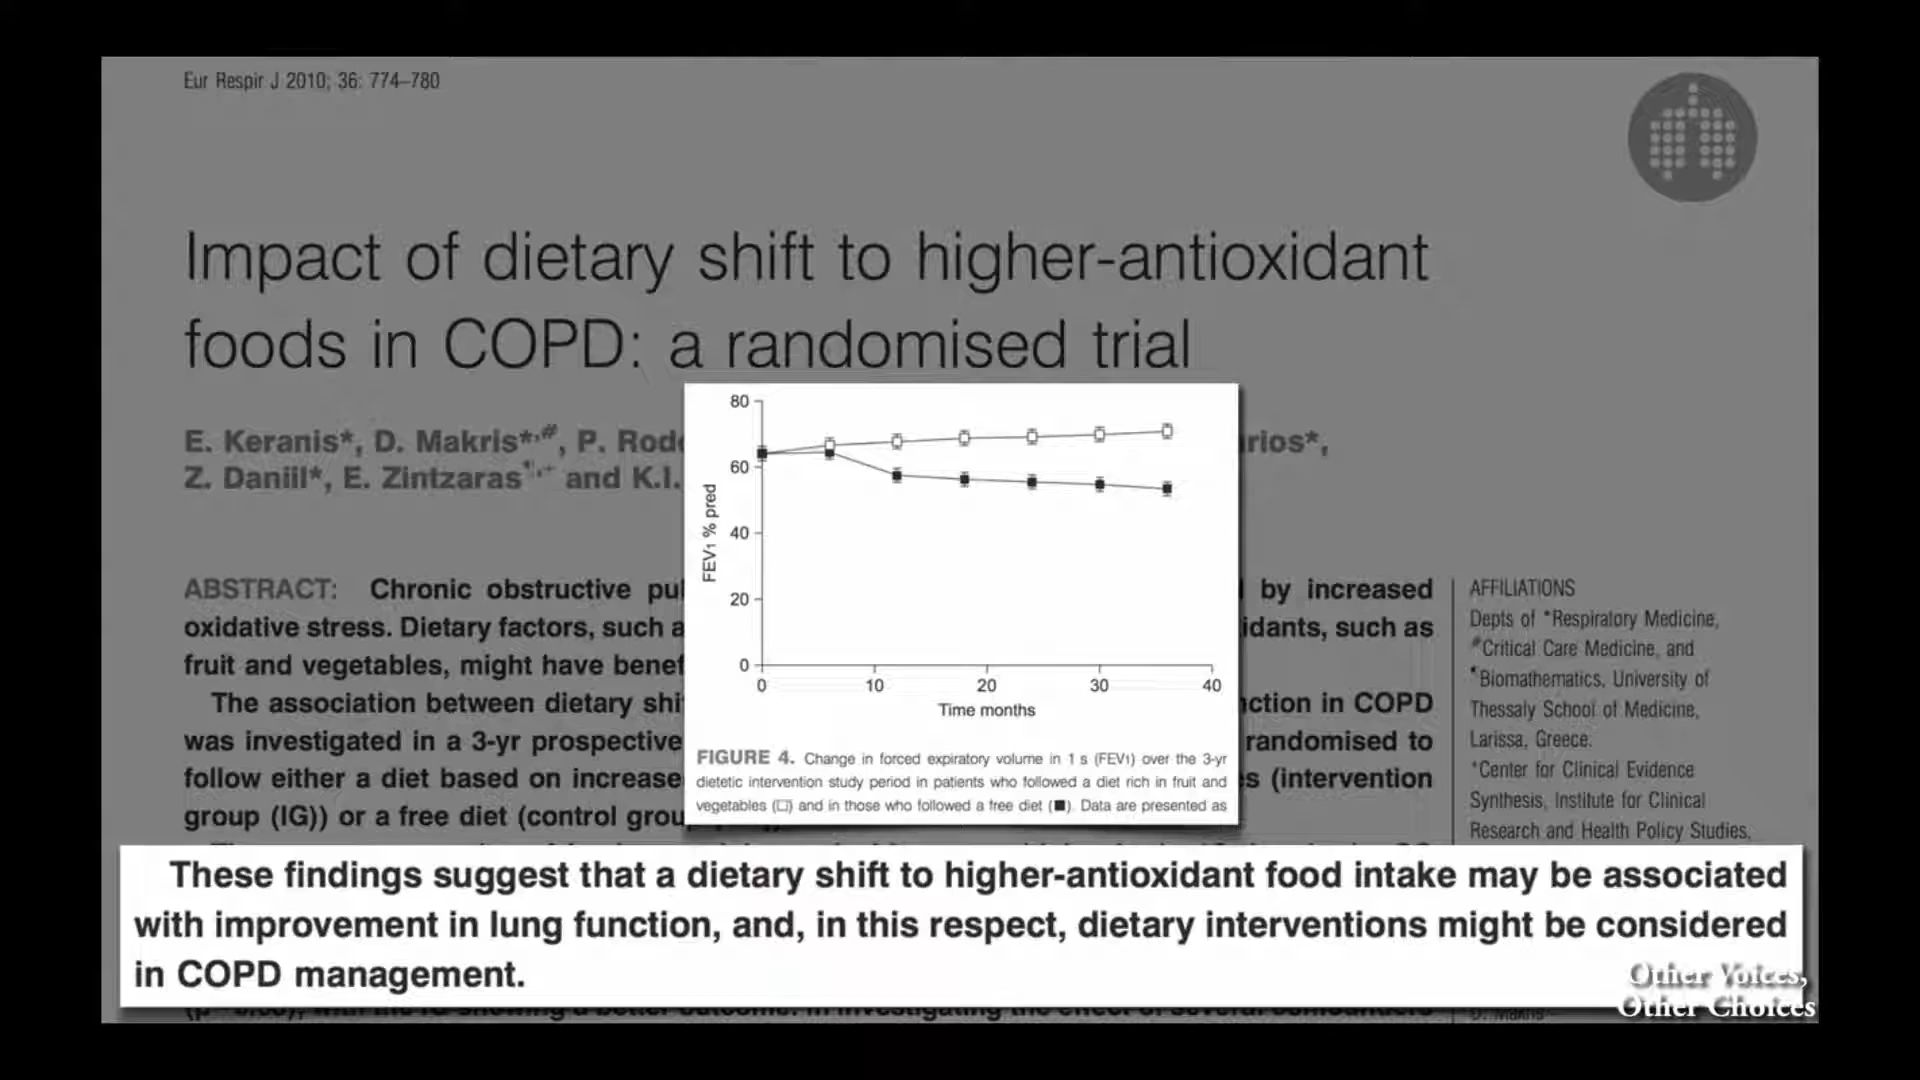 Eur Respir J 2010; 36: 774–780
Impact of dietary shift to higher-antioxidant
foods in COPD: a randomised trial
E. Keranis*, D. Makris*,#, P. Rod
rios*,
Z. Daniil*, E. Zintzaras¶,+ and K.I.
80
60
40
20
0
FEV1 % pred
0 10 20 30 40
Time months
FIGURE 4. Change in forced expiratory volume in 1 s (FEV1) over the 3-yr
dietetic intervention study period in patients who followed a diet rich in fruit and
vegetables (□) and in those who followed a free diet (■). Data are presented as
ABSTRACT: Chronic obstructive pu
by increased
oxidative stress. Dietary factors, such a
idants, such as
fruit and vegetables, might have benef
The association between dietary shi
ction in COPD
was investigated in a 3-yr prospective
randomised to
follow either a diet based on increase
s (intervention
group (IG)) or a free diet (control grou
AFFILIATIONS
Depts of *Respiratory Medicine,
#Critical Care Medicine, and
¶Biomathematics, University of
Thessaly School of Medicine,
Larissa, Greece.
+Center for Clinical Evidence
Synthesis, Institute for Clinical
Research and Health Policy Studies,
These findings suggest that a dietary shift to higher-antioxidant food intake may be associated
with improvement in lung function, and, in this respect, dietary interventions might be considered
in COPD management.
Other Voices,
Other Choices